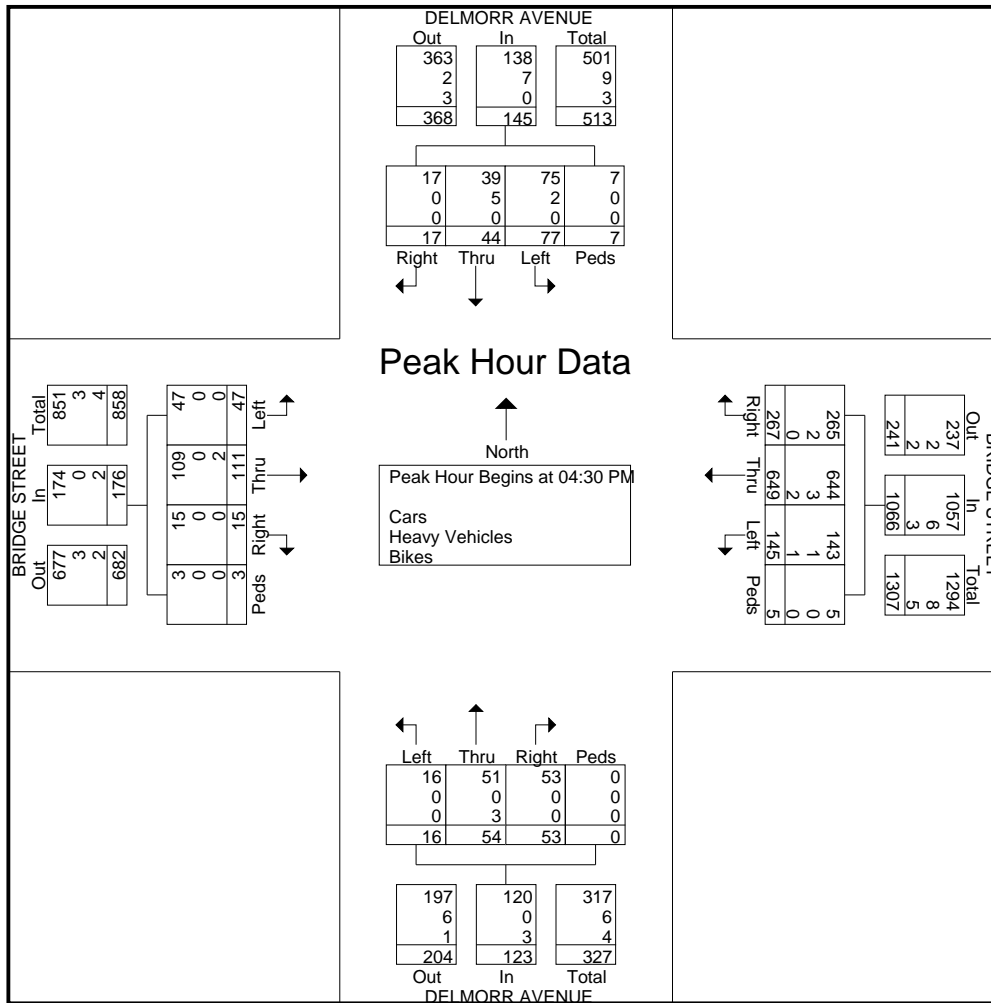 DELMORR AVENUE
Out In Total
363 138 501
2 7 9
3 0 3
368 145 513
17 39 75 7
0 5 2 0
0 0 0 0
17 44 77 7
Right Thru Left Peds
Peak Hour Data
North
Peak Hour Begins at 04:30 PM
Cars
Heavy Vehicles
Bikes
BRIDGE STREET
Out In Total
677 174 851
3 0 3
2 2 4
682 176 858
3 15 109 47
0 0 0 0
0 0 2 0
3 15 111 47
Peds Right Thru Left
BRIDGE STREET
Out In Total
237 1057 1294
2 6 8
2 3 5
241 1066 1307
265 644 143 5
2 3 1 0
0 2 1 0
267 649 145 5
Right Thru Left Peds
Left Thru Right Peds
16 51 53 0
0 0 0 0
0 3 0 0
16 54 53 0
197 120 317
6 0 6
1 3 4
204 123 327
Out In Total
DELMORR AVENUE